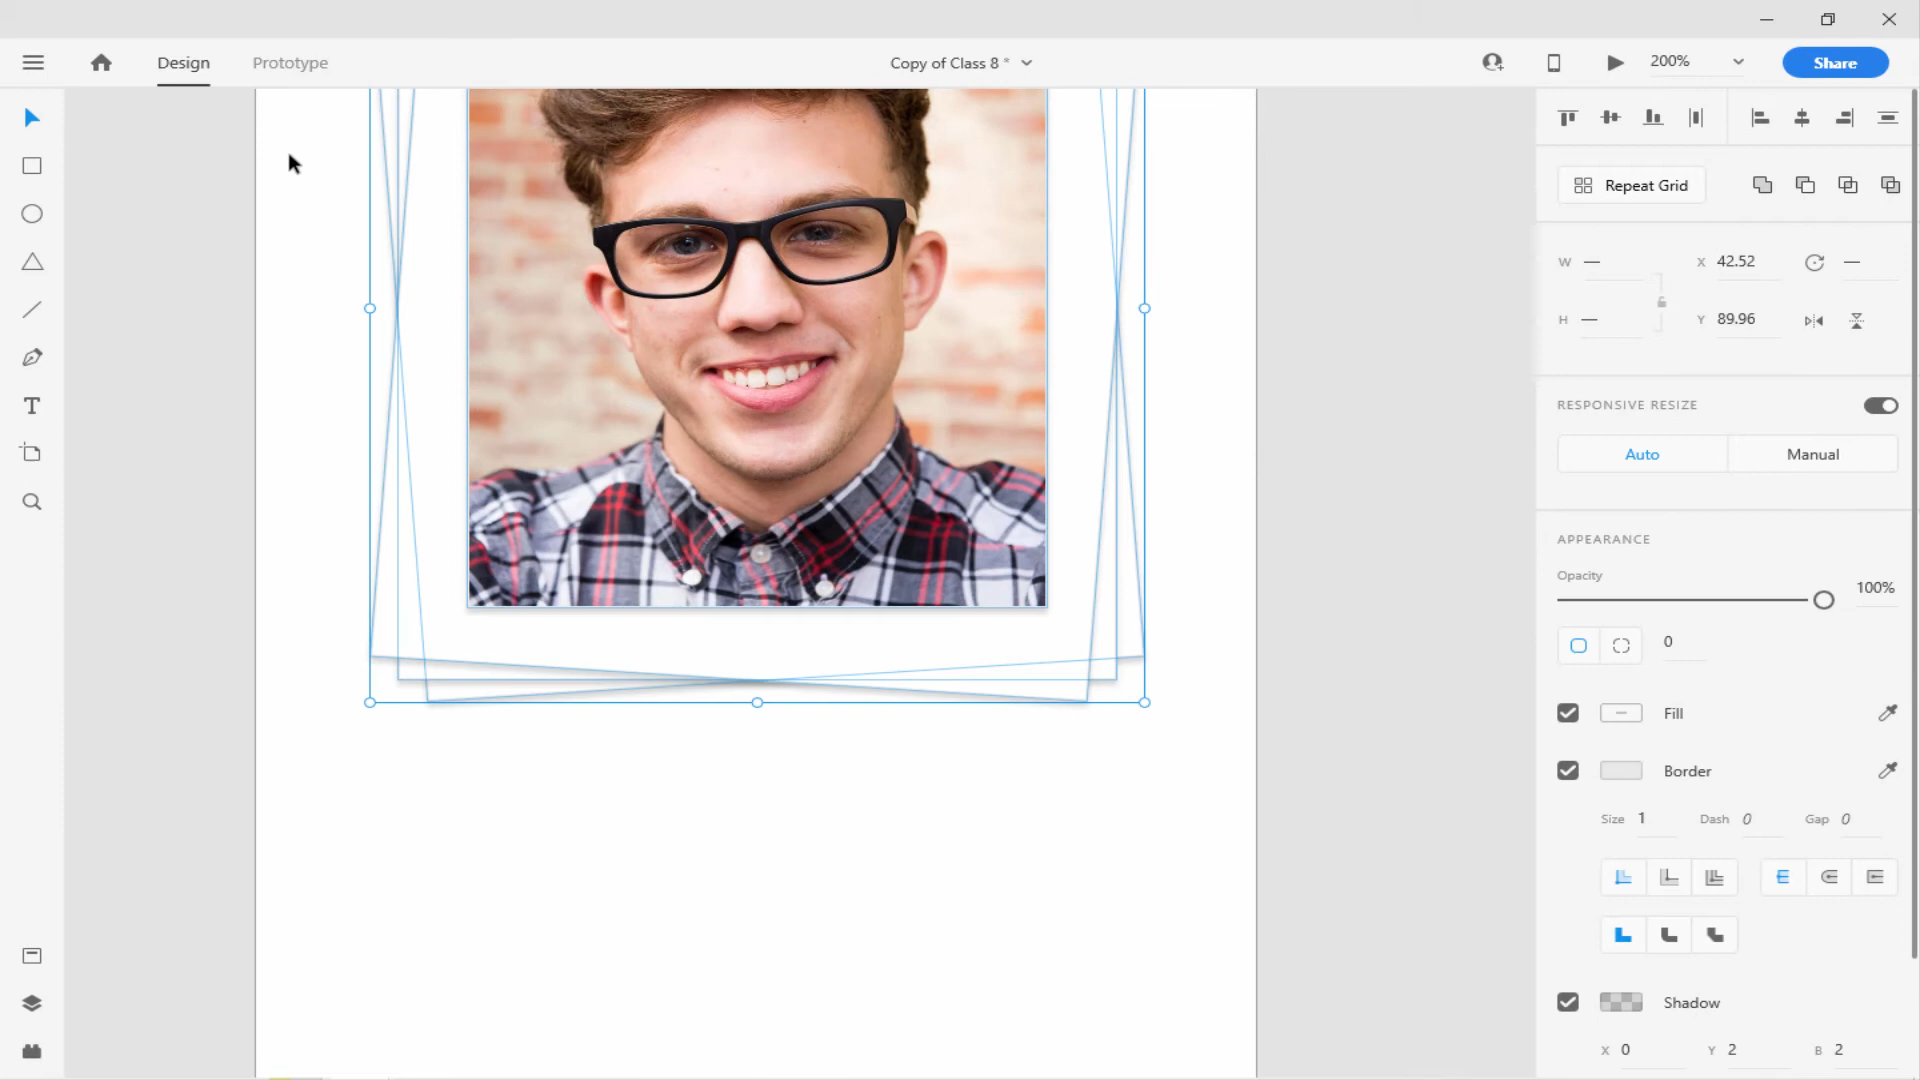 Design
Prototype
Copy of Class 8 *
200%
Share
Repeat Grid
W —
X 42.52
—
H —
Y 89.96
RESPONSIVE RESIZE
Auto
Manual
APPEARANCE
Opacity
100%
0
Fill
Border
Size 1
Dash 0
Gap 0
Shadow
X 0
Y 2
B 2